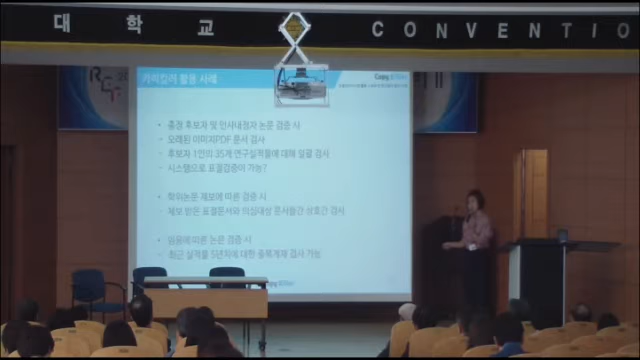 대 학 교 CONVENTIO
카피킬러 활용 사례
Copy Killer
• 총장 후보자 및 인사대정자 논문 검증 시
• 오래된 이미지PDF 문서 검사
• 후보자 1인의 35개 연구실적물에 대해 일괄 검사
• 시스템으로 표절검증이 가능?
• 학위논문 제보에 따른 검증 시
• 제보 받은 표절문서와 의심대상 문서들간 상호간 검사
• 임용에 따른 논문 검증 시
• 최근 실적물 5년치에 대한 중복게재 검사 가능
Copy Killer